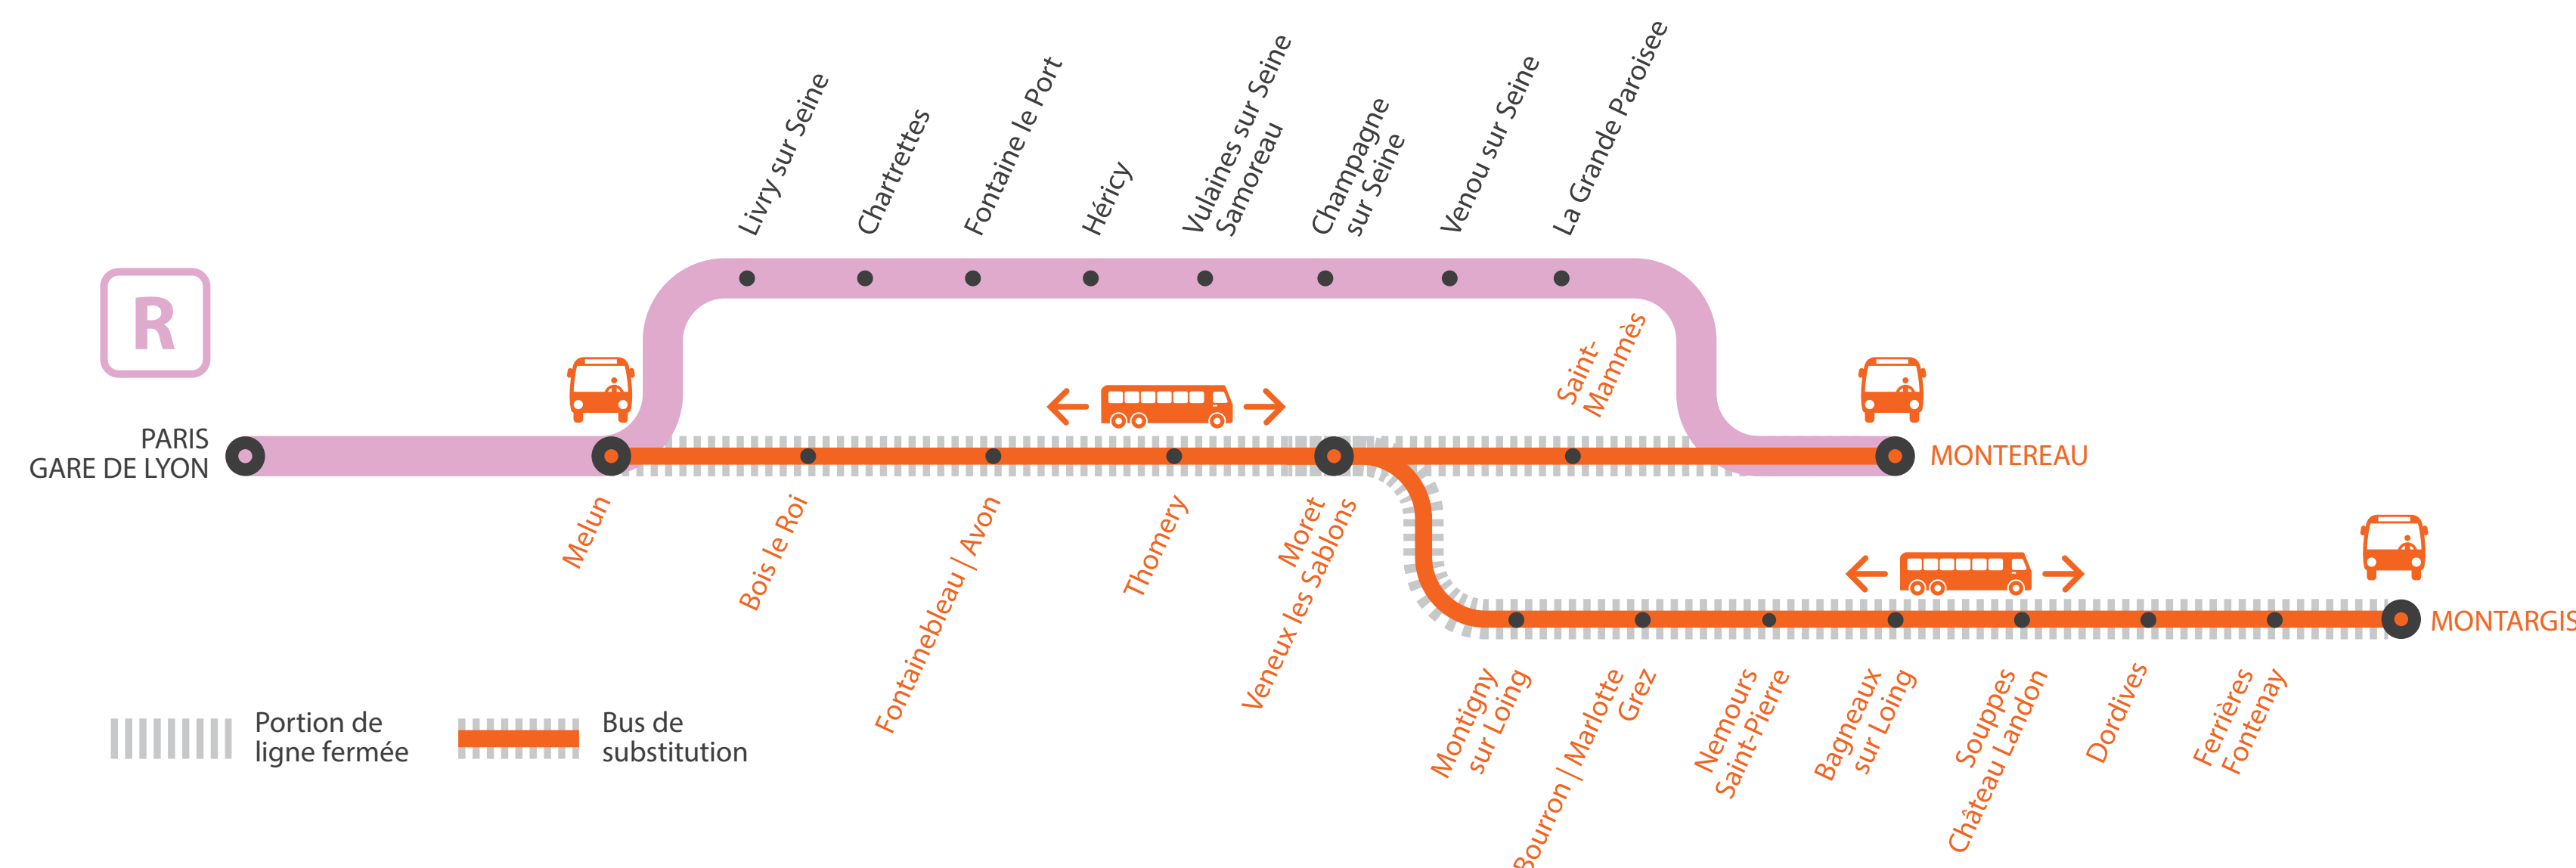 Livry sur Seine
Chartrettes
Fontaine le Port
Héricy
Vulaines sur Seine
Samoreau
Champagne
sur Seine
Venou sur Seine
La Grande Paroisee
R
PARIS
GARE DE LYON
Saint-
Mammès
MONTEREAU
Melun
Bois le Roi
Fontainebleau | Avon
Thomery
Moret
Veneux les Sablons
MONTARGIS
Montigny
sur Loing
Bourron | Marlotte
Grez
Nemours
Saint-Pierre
Bagneaux
sur Loing
Souppes
Château Landon
Dordives
Ferrières
Fontenay
Portion de
ligne fermée
Bus de
substitution